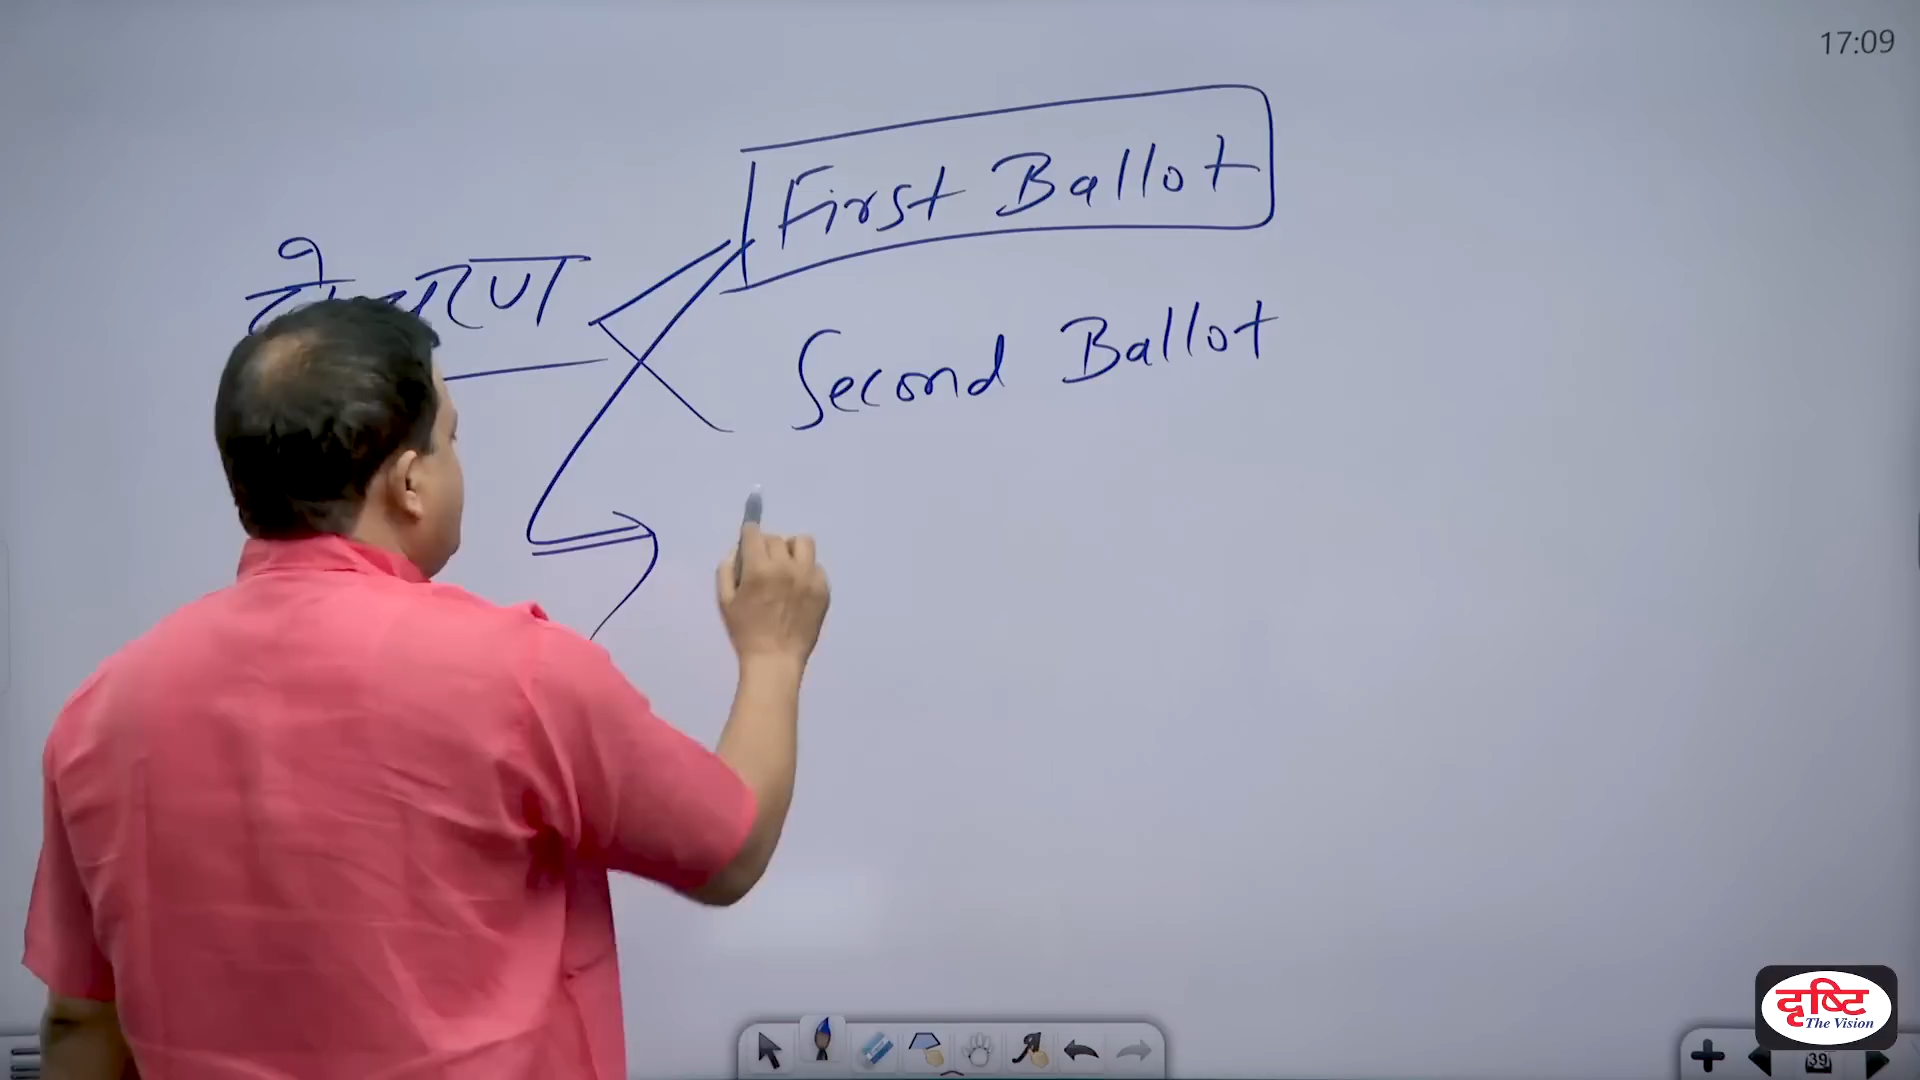 17:09
First Ballot
Second Ballot
दृष्टि
The Vision
39